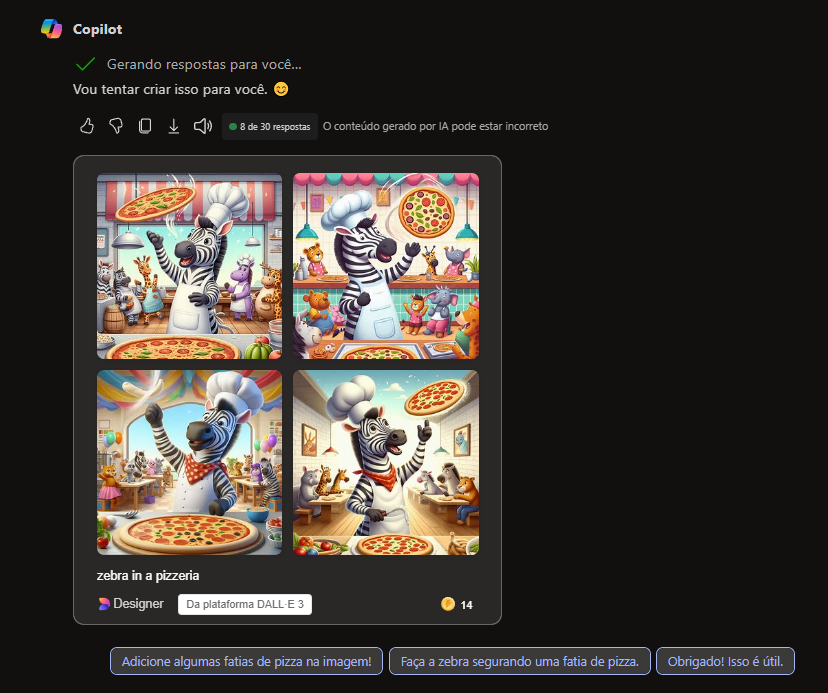 Copilot
Gerando respostas para você...
Vou tentar criar isso para você. 😊
8 de 30 respostas
O conteúdo gerado por IA pode estar incorreto
zebra in a pizzeria
Designer
Da plataforma DALL·E 3
14
Adicione algumas fatias de pizza na imagem!
Faça a zebra segurando uma fatia de pizza.
Obrigado! Isso é útil.